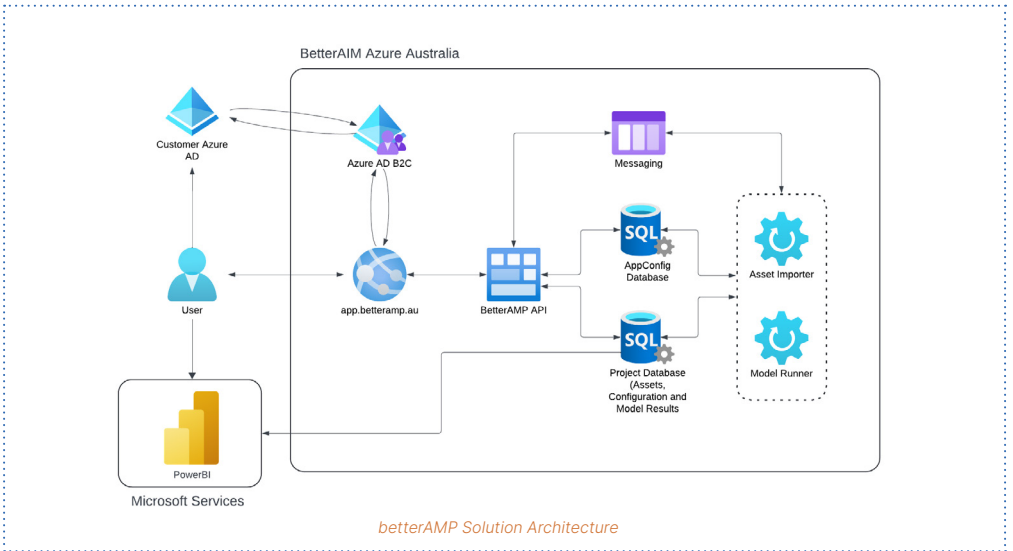 BetterAIM Azure Australia
Customer Azure
AD
Azure AD B2C
Messaging
SQL
AppConfig
Database
Asset Importer
User
app.betteramp.au
BetterAMP API
SQL
Project Database
(Assets,
Configuration and
Model Results
Model Runner
PowerBI
Microsoft Services
betterAMP Solution Architecture